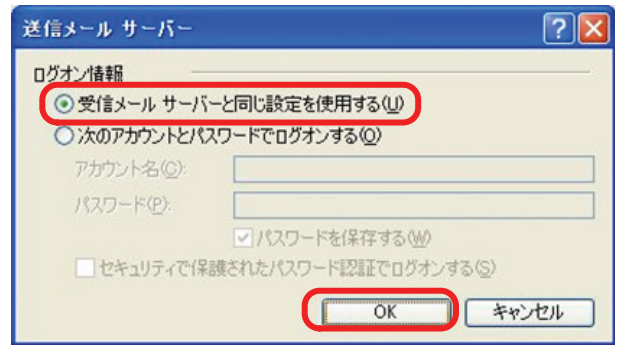 送信メール サーバー
ログオン情報
受信メール サーバーと同じ設定を使用する(U)
次のアカウントとパスワードでログオンする(O)
アカウント名(C):
パスワード(P):
パスワードを保存する(W)
セキュリティで保護されたパスワード認証でログオンする(S)
OK キャンセル